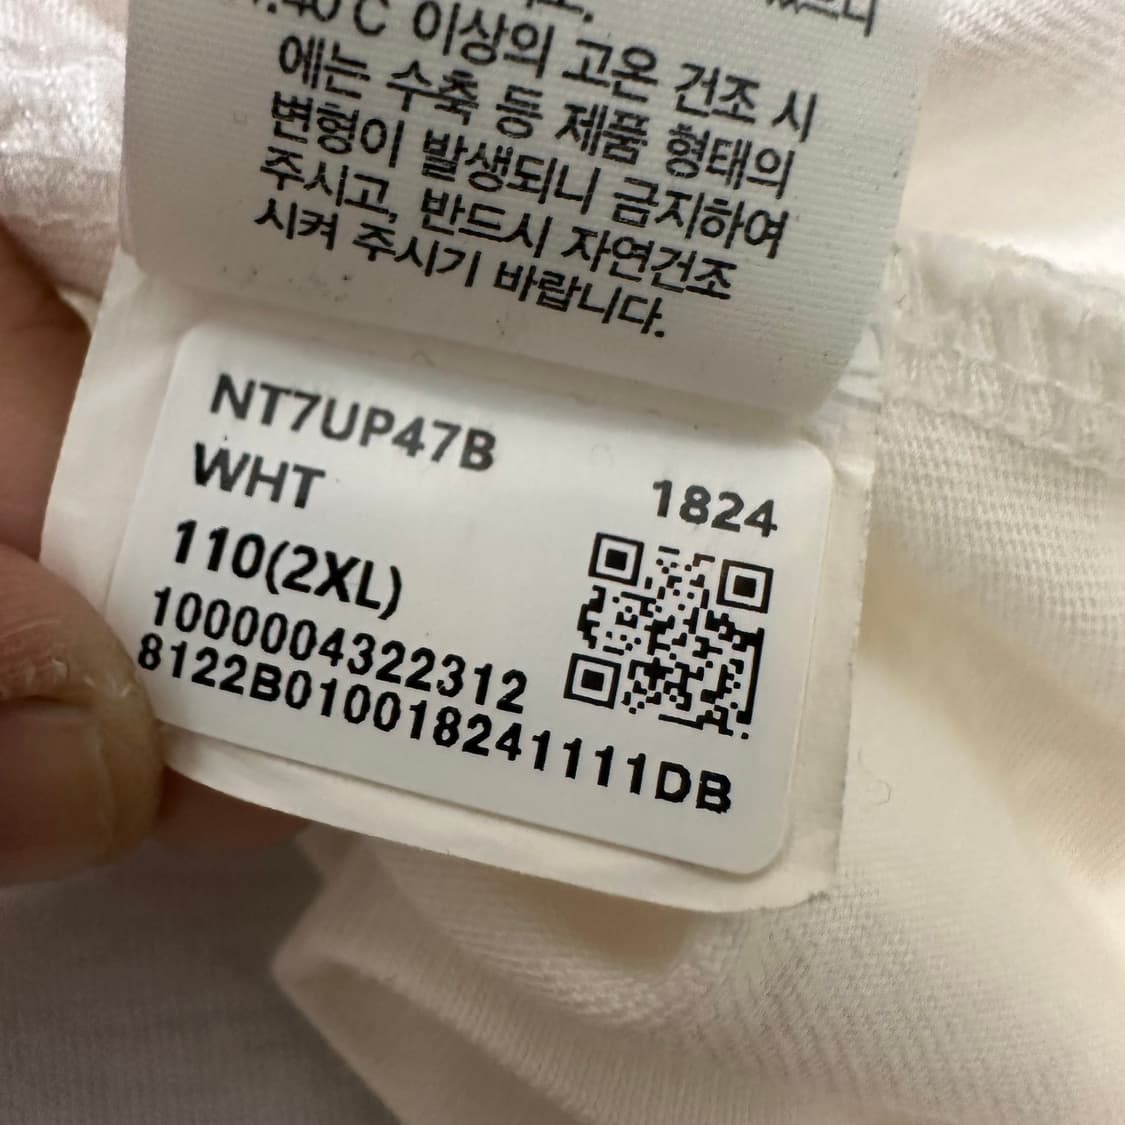 .40℃ 이상의 고온 건조 시
에는 수축 등 제품 형태의
변형이 발생되니 금지하여
주시고, 반드시 자연건조
시켜 주시기 바랍니다.
NT7UP47B
WHT
1824
110(2XL)
1000004322312
8122B010018241111DB